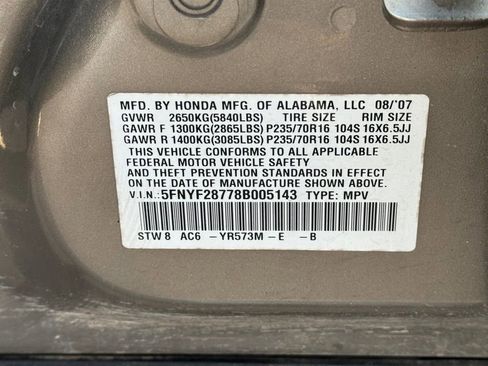 MFD. BY HONDA MFG. OF ALABAMA, LLC 08/'07
GVWR 2650KG(5840LBS) TIRE SIZE RIM SIZE
GAWR F 1300KG(2865LBS) P235/70R16 104S 16X6.5JJ
GAWR R 1400KG(3085LBS) P235/70R16 104S 16X6.5JJ
THIS VEHICLE CONFORMS TO ALL APPLICABLE
FEDERAL MOTOR VEHICLE SAFETY
AND THEFT PREVENTION STANDARDS IN EFFECT
ON THE DATE OF MANUFACTURE SHOWN ABOVE.
V.I.N.: 5FNYF28778B005143 TYPE: MPV
STW 8 AC6 -YR573M -E -B